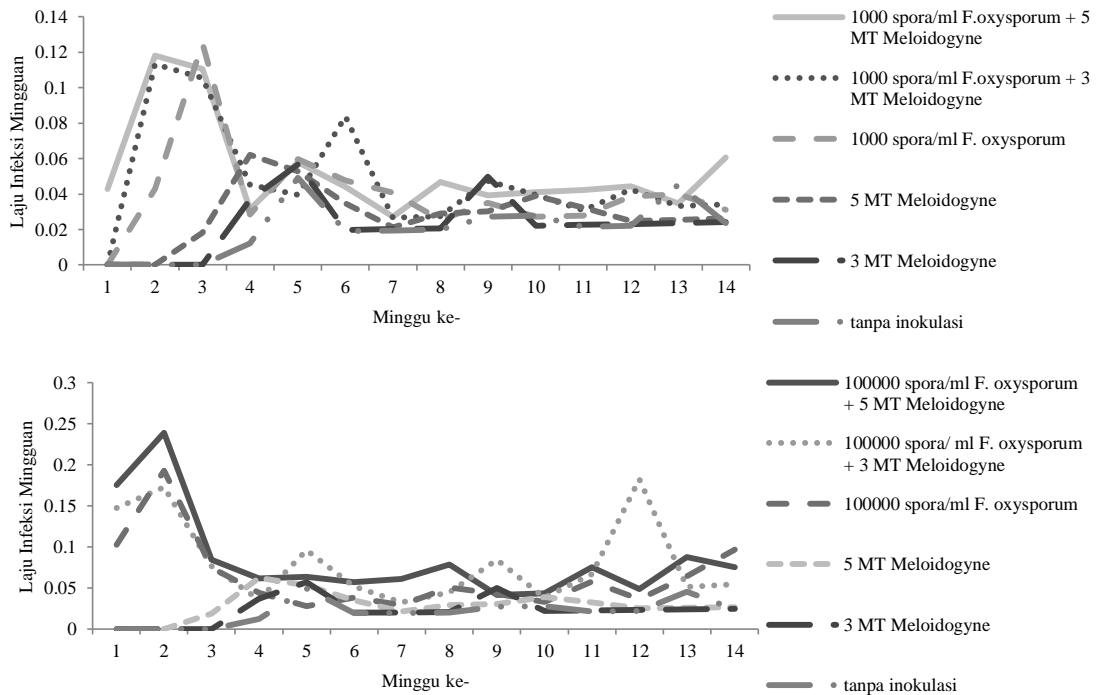 0.14
0.12
0.1
0.08
0.06
0.04
0.02
0
Laju Infeksi Mingguan
1 2 3 4 5 6 7 8 9 10 11 12 13 14
Minggu ke-
1000 spora/ml F.oxysporum + 5
MT Meloidogyne
1000 spora/ml F.oxysporum + 3
MT Meloidogyne
1000 spora/ml F. oxysporum
5 MT Meloidogyne
3 MT Meloidogyne
tanpa inokulasi
0.3
0.25
0.2
0.15
0.1
0.05
0
Laju Infeksi Mingguan
1 2 3 4 5 6 7 8 9 10 11 12 13 14
Minggu ke-
100000 spora/ml F. oxysporum
+ 5 MT Meloidogyne
100000 spora/ ml F. oxysporum
+ 3 MT Meloidogyne
100000 spora/ml F. oxysporum
5 MT Meloidogyne
3 MT Meloidogyne
tanpa inokulasi